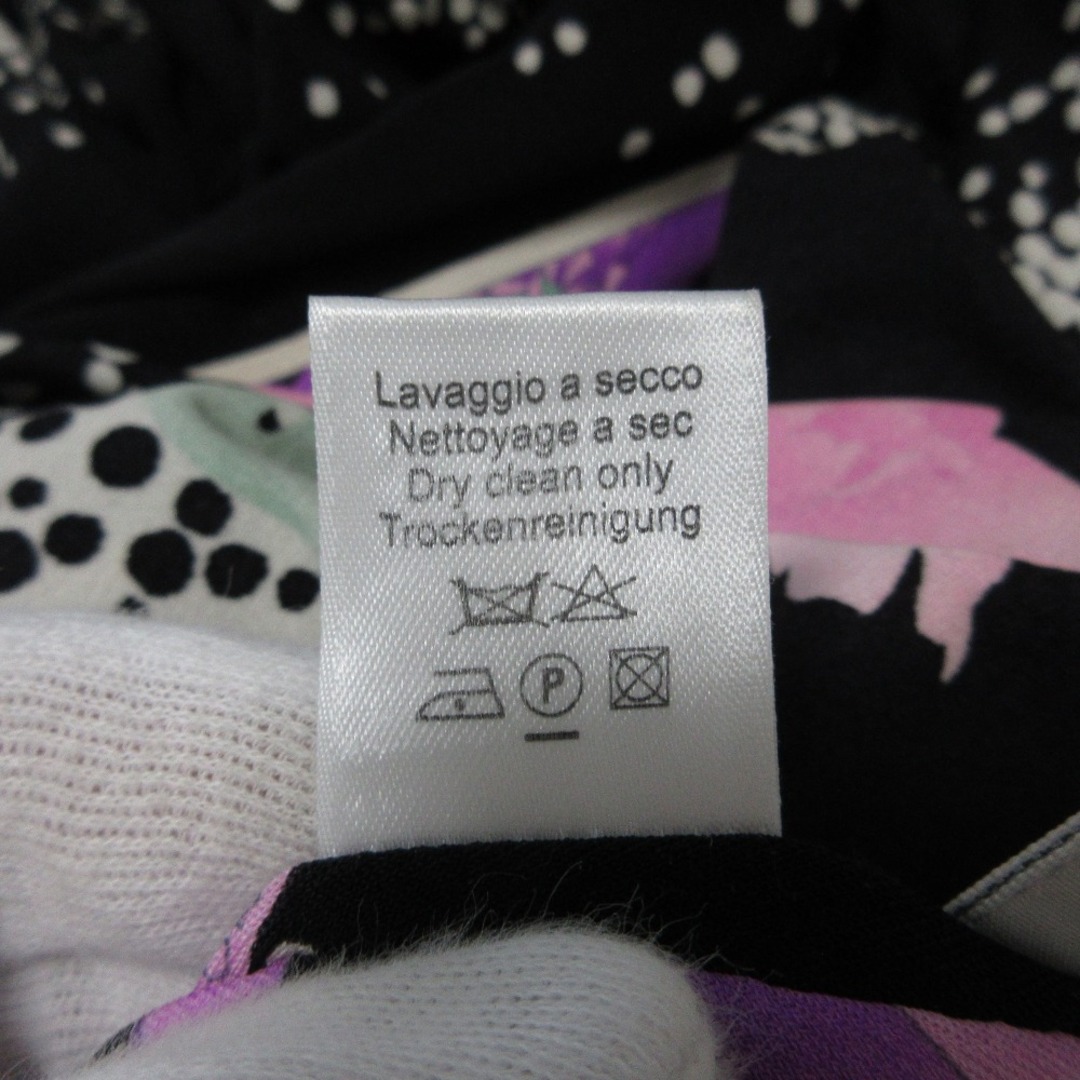 Lavaggio a secco
Nettoyage a sec
Dry clean only
Trockenreinigung
P